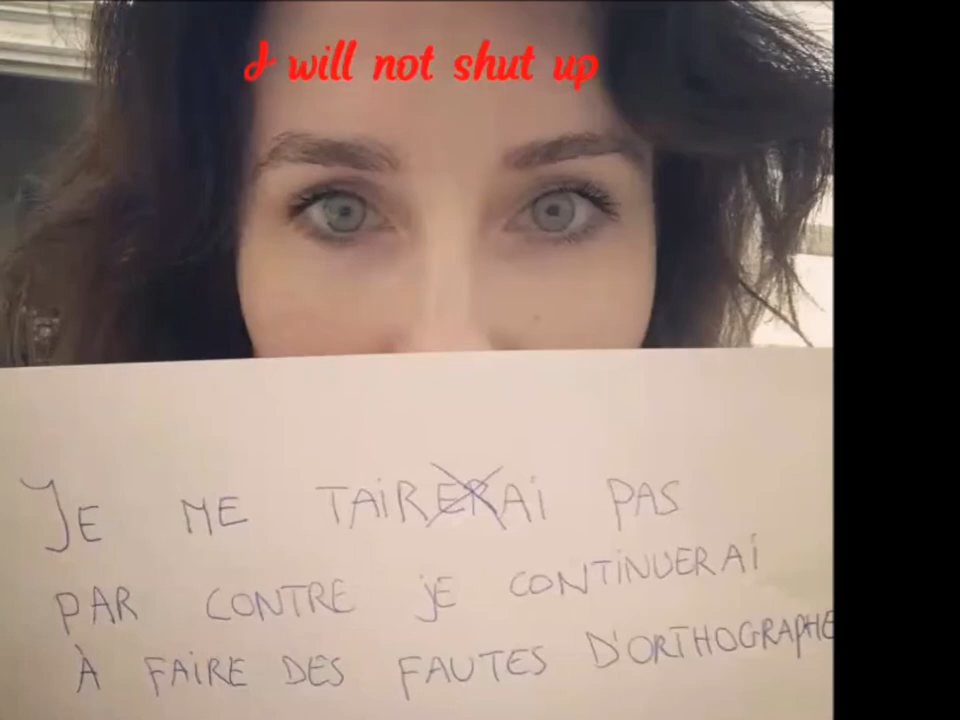 I will not shut up
JE ME TAIRERAI PAS
PAR CONTRE JE CONTINUERAI
À FAIRE DES FAUTES D'ORTHOGRAPHE